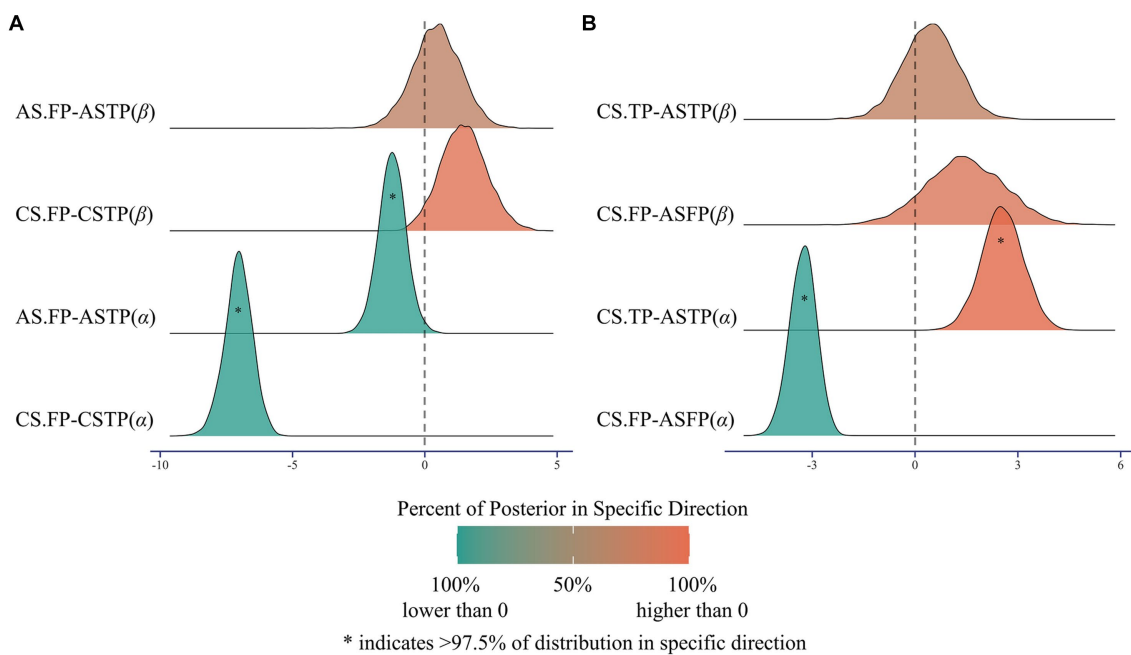 A
B
AS.FP-ASTP(β)
CS.FP-CSTP(β)
AS.FP-ASTP(α)
CS.FP-CSTP(α)
*
*
-10
-5
0
5
CS.TP-ASTP(β)
CS.FP-ASFP(β)
CS.TP-ASTP(α)
CS.FP-ASFP(α)
*
*
-3
0
3
6
Percent of Posterior in Specific Direction
100% 50% 100%
lower than 0 higher than 0
* indicates >97.5% of distribution in specific direction